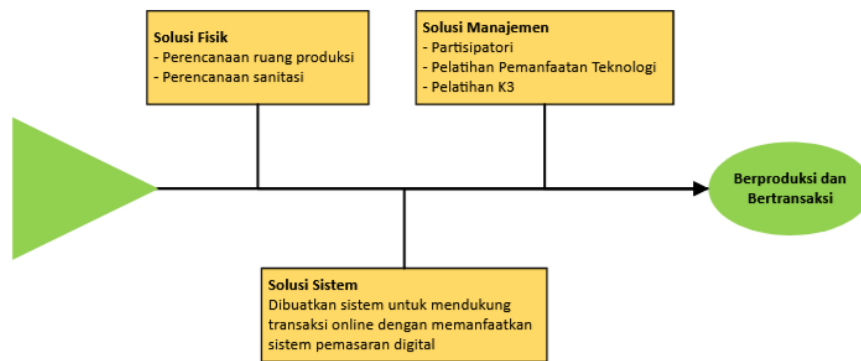 Solusi Fisik
- Perencanaan ruang produksi
- Perencanaan sanitasi
Solusi Manajemen
- Partisipatori
- Pelatihan Pemanfaatan Teknologi
- Pelatihan K3
Berproduksi dan
Bertransaksi
Solusi Sistem
Dibuatkan sistem untuk mendukung
transaksi online dengan memanfaatkan
sistem pemasaran digital